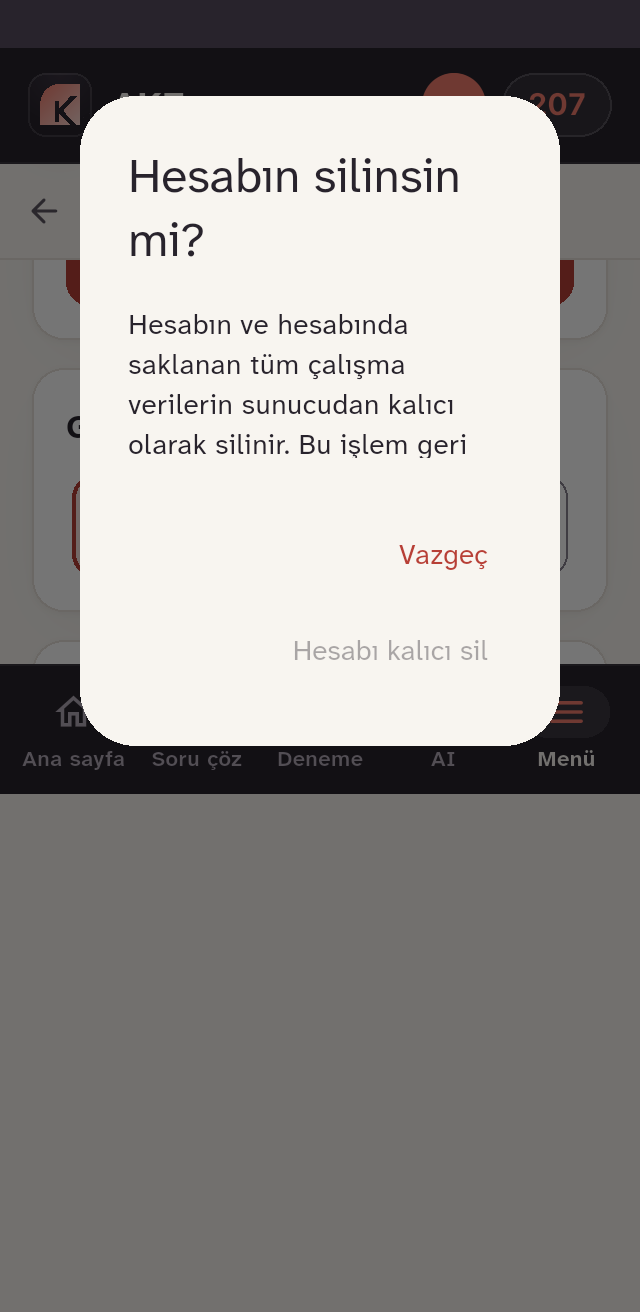 207
Hesabın silinsin
mi?
Hesabın ve hesabında
saklanan tüm çalışma
verilerin sunucudan kalıcı
olarak silinir. Bu işlem geri
Vazgeç
Hesabı kalıcı sil
Ana sayfa Soru çöz Deneme AI Menü